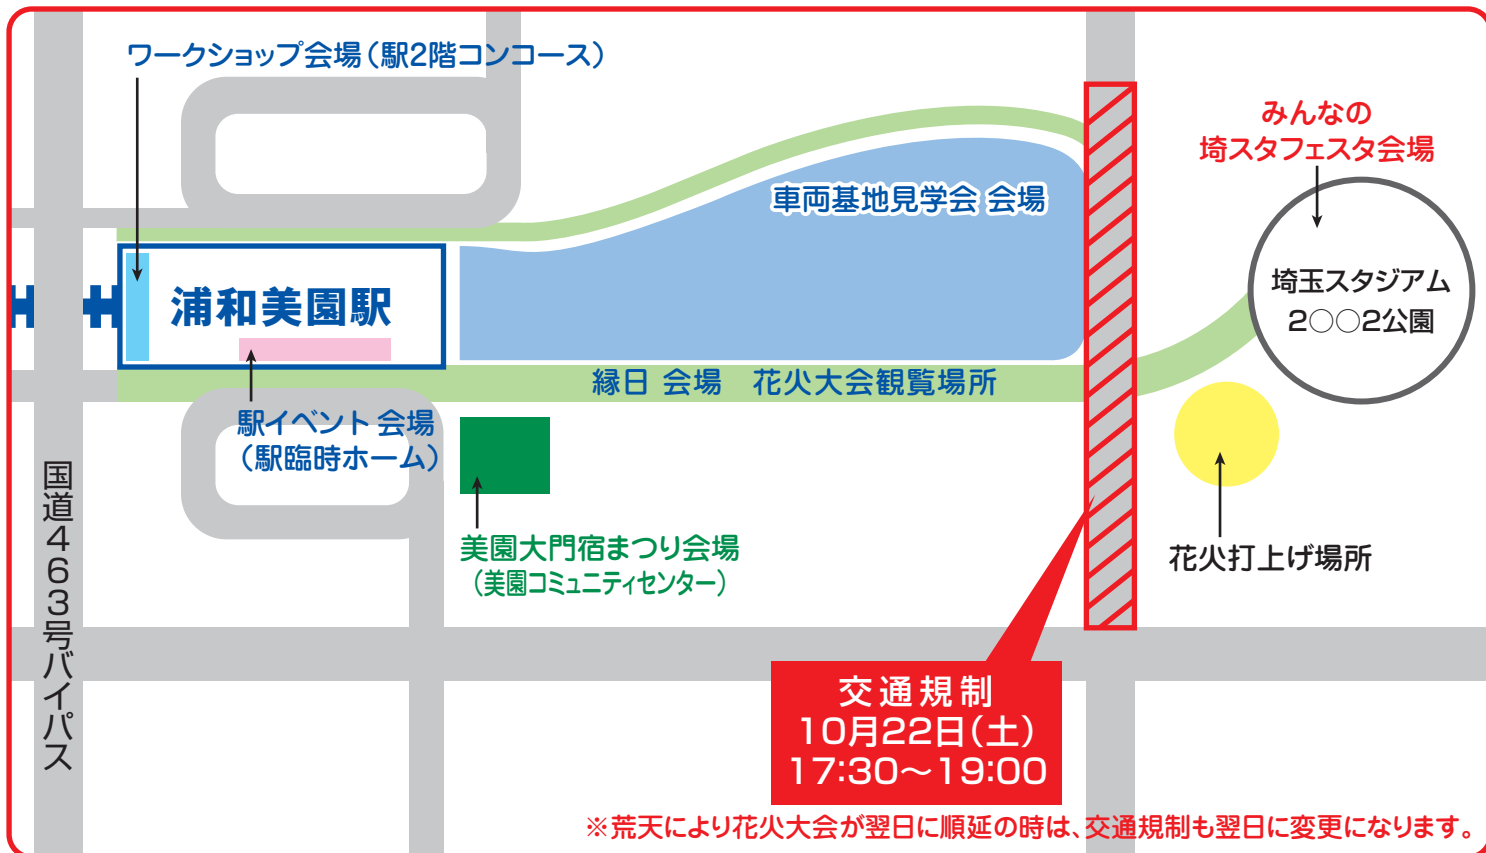 ワークショップ会場（駅2階コンコース）
みんなの
埼スタフェスタ会場
車両基地見学会 会場
浦和美園駅
埼玉スタジアム
2○○2公園
縁日 会場　花火大会観覧場所
駅イベント 会場
（駅臨時ホーム）
美園大門宿まつり会場
（美園コミュニティセンター）
花火打上げ場所
国道463号バイパス
交通規制
10月22日(土)
17:30～19:00
※荒天により花火大会が翌日に順延の時は、交通規制も翌日に変更になります。